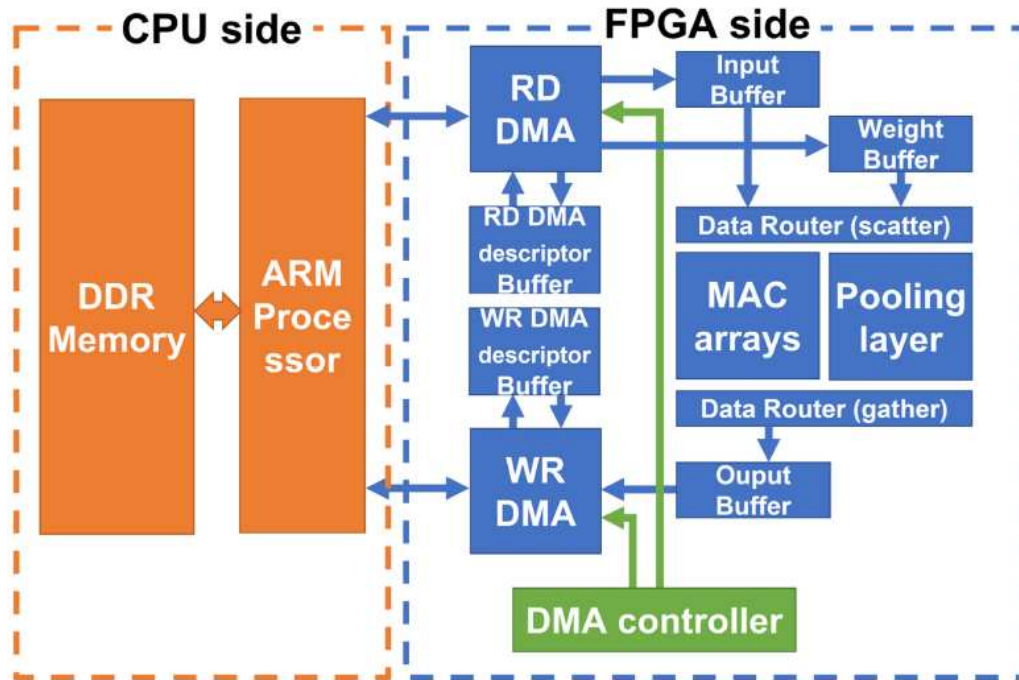 CPU side
FPGA side
DDR
Memory
ARM
Proce
ssor
RD
DMA
Input
Buffer
Weight
Buffer
RD DMA
descriptor
Buffer
WR DMA
descriptor
Buffer
WR
DMA
Data Router (scatter)
MAC
arrays
Pooling
layer
Data Router (gather)
Ouput
Buffer
DMA controller